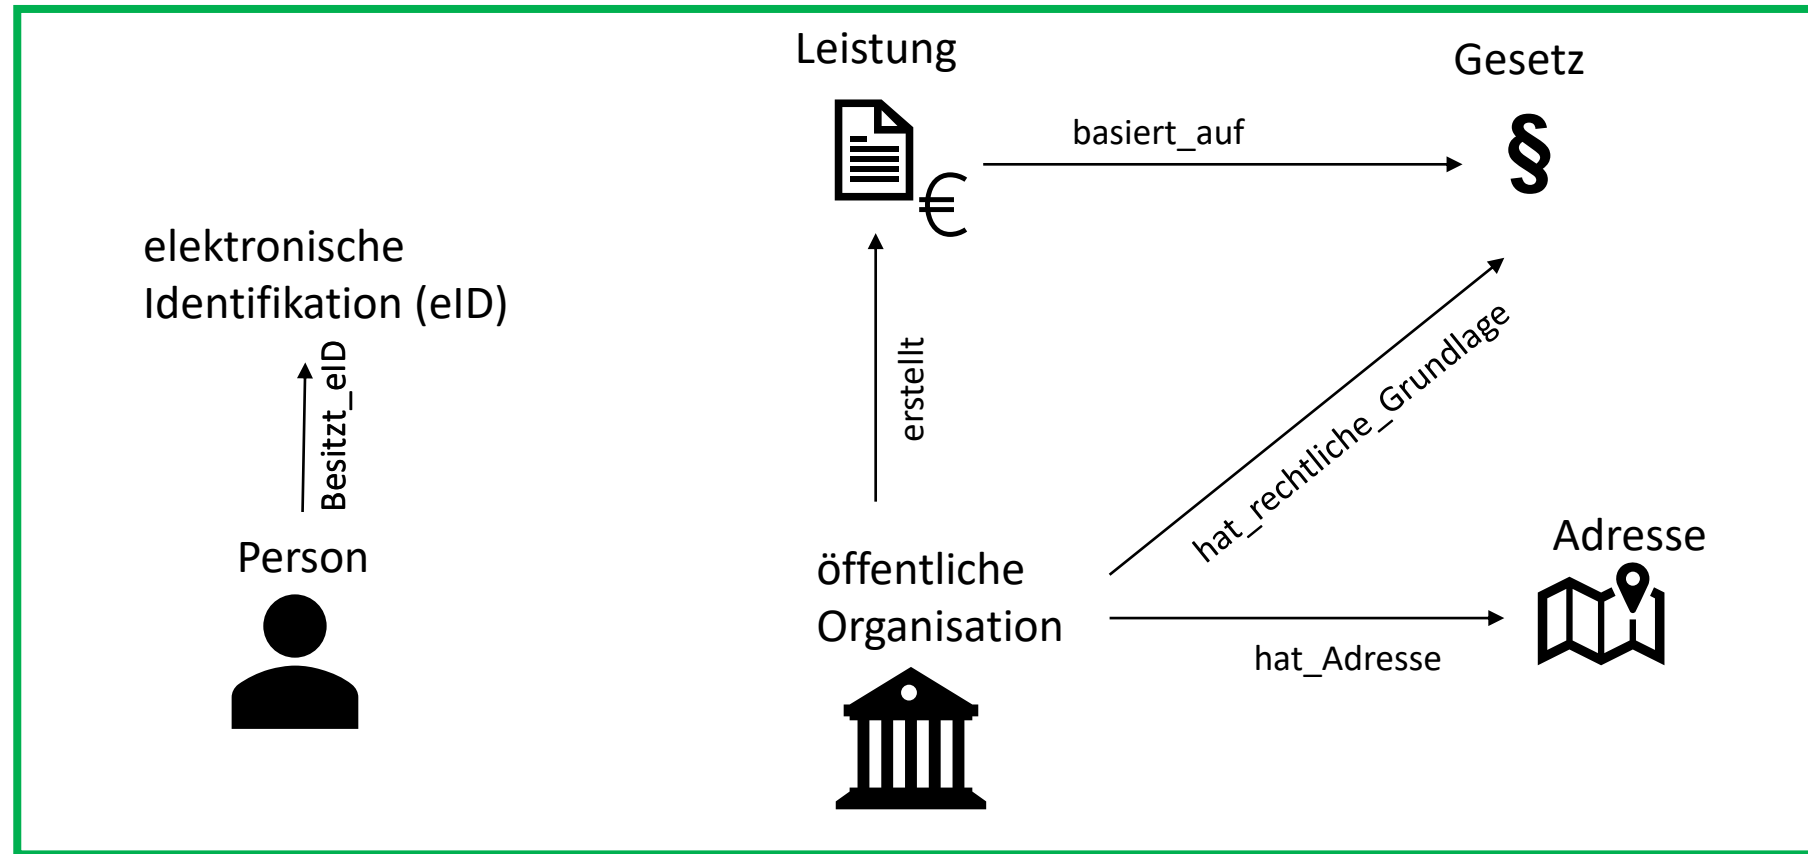 Leistung
Gesetz
basiert_auf
§
€
elektronische
Identifikation (eID)
Besitzt_eID
erstellt
hat_rechtliche_Grundlage
Person
öffentliche
Organisation
Adresse
hat_Adresse